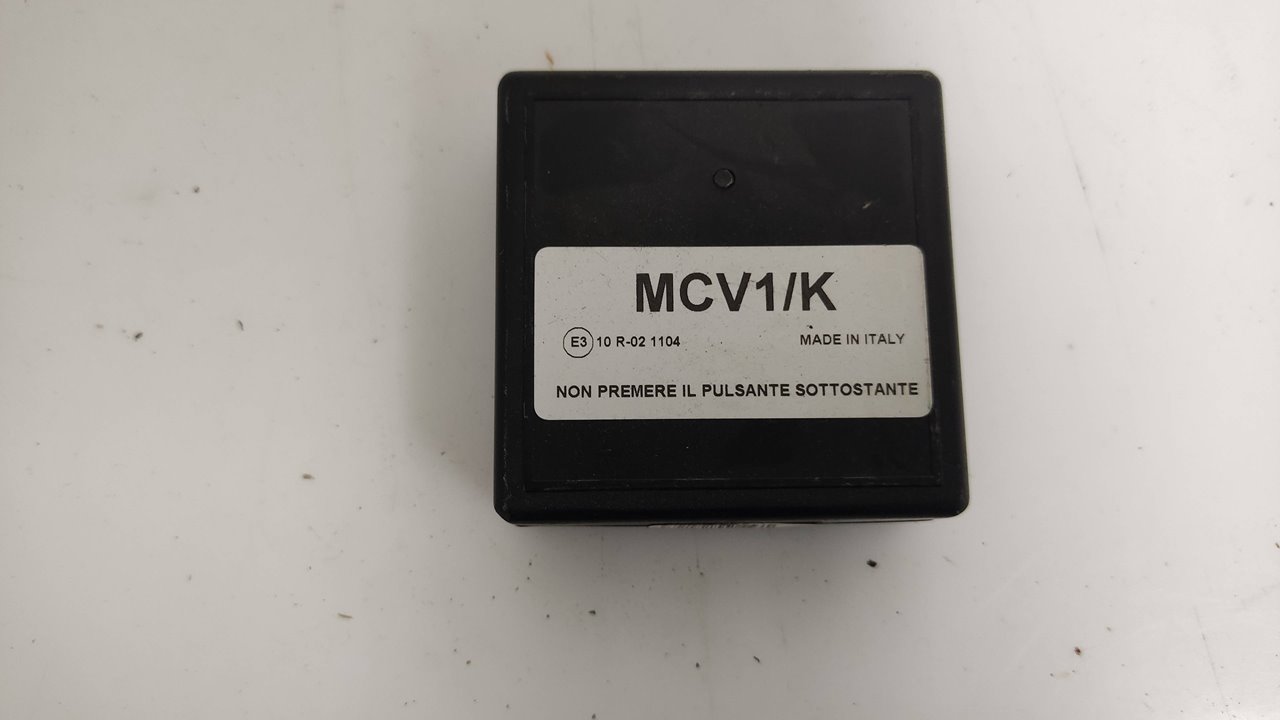 MCV1/K
E3 10 R-02 1104 MADE IN ITALY
NON PREMERE IL PULSANTE SOTTOSTANTE